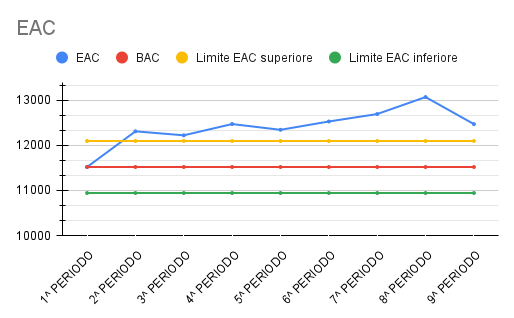 EAC
EAC BAC Limite EAC superiore Limite EAC inferiore
13000
12000
11000
10000
1^ PERIODO 2^ PERIODO 3^ PERIODO 4^ PERIODO 5^ PERIODO 6^ PERIODO 7^ PERIODO 8^ PERIODO 9^ PERIODO